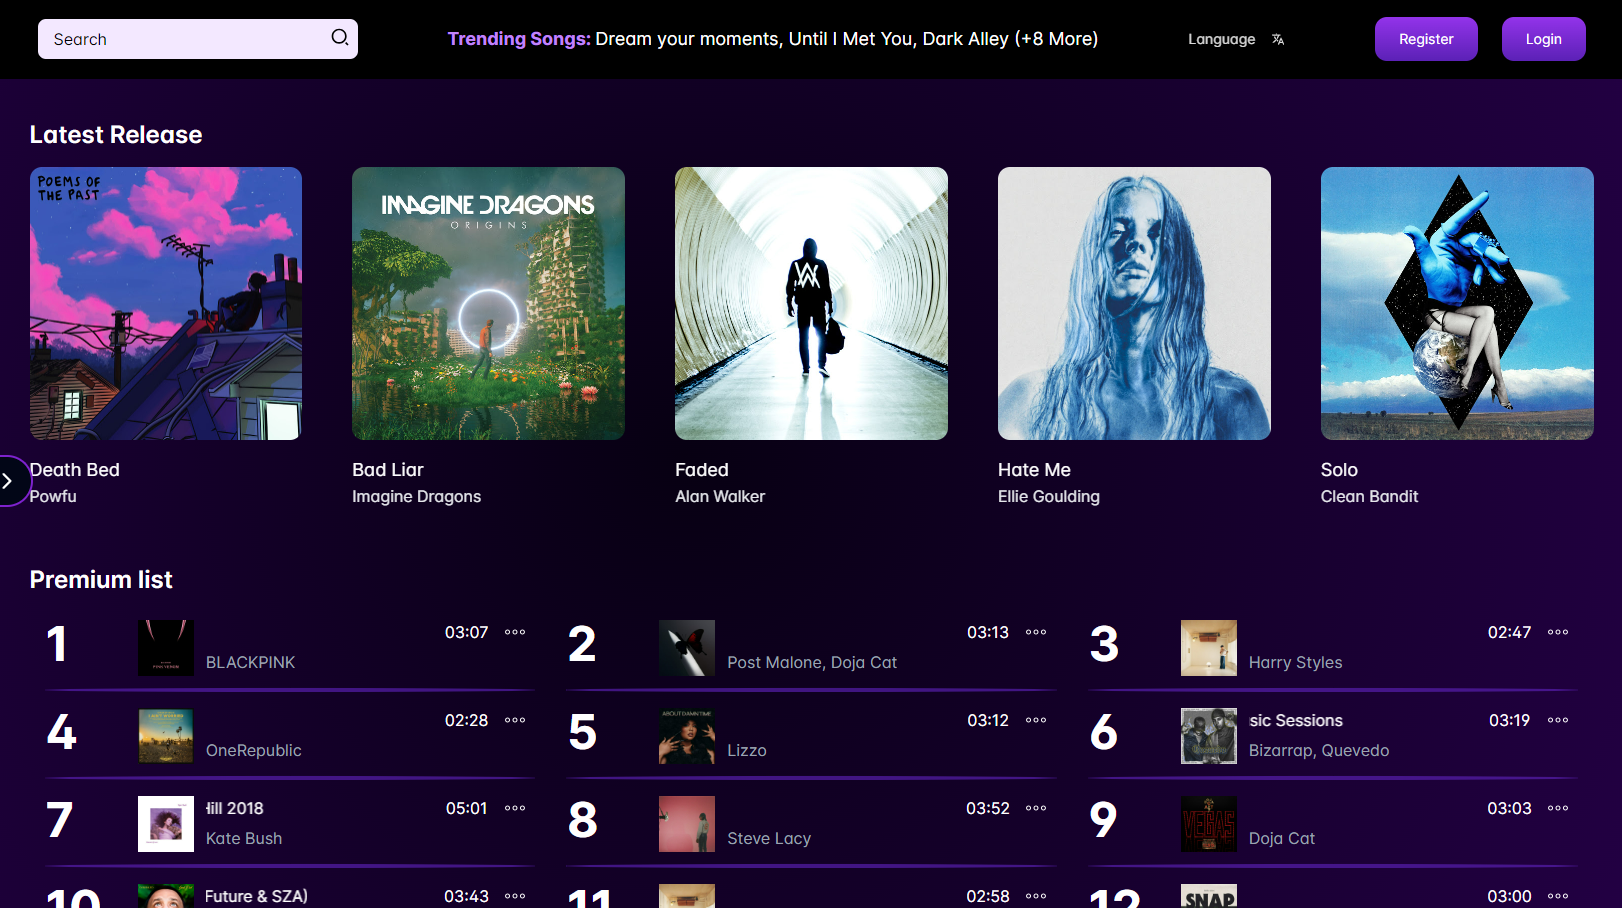 Search
Trending Songs: Dream your moments, Until I Met You, Dark Alley (+8 More)
Language
Register
Login
Latest Release
POEMS OF
THE PAST
IMAGINE DRAGONS
ORIGINS
Death Bed
Powfu
Bad Liar
Imagine Dragons
Faded
Alan Walker
Hate Me
Ellie Goulding
Solo
Clean Bandit
Premium list
1
03:07
BLACKPINK
2
03:13
Post Malone, Doja Cat
3
02:47
Harry Styles
4
02:28
OneRepublic
5
ABOUT DAMN TIME
03:12
Lizzo
6
sic Sessions
03:19
Bizarrap, Quevedo
7
Hill 2018
05:01
Kate Bush
8
03:52
Steve Lacy
9
VEGAS
03:03
Doja Cat
10
Future & SZA)
03:43
11
02:58
12
SNAP
03:00